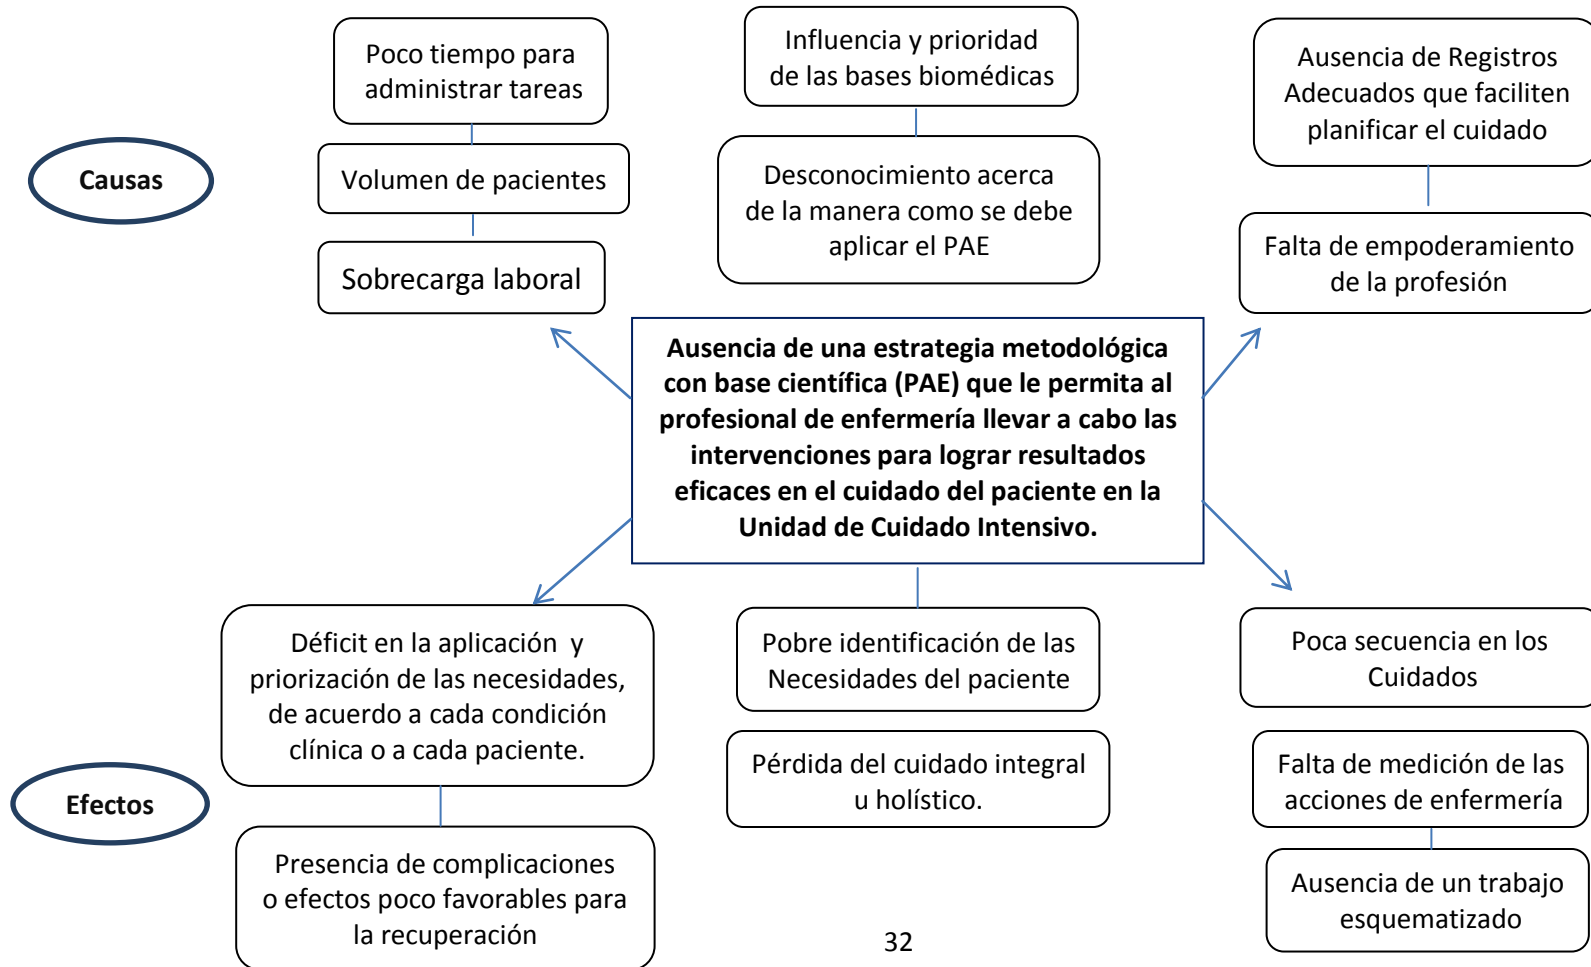 Poco tiempo para
administrar tareas
Influencia y prioridad
de las bases biomédicas
Ausencia de Registros
Adecuados que faciliten
planificar el cuidado
Causas
Volumen de pacientes
Desconocimiento acerca
de la manera como se debe
aplicar el PAE
Sobrecarga laboral
Falta de empoderamiento
de la profesión
Ausencia de una estrategia metodológica
con base científica (PAE) que le permita al
profesional de enfermería llevar a cabo las
intervenciones para lograr resultados
eficaces en el cuidado del paciente en la
Unidad de Cuidado Intensivo.
Déficit en la aplicación y
priorización de las necesidades,
de acuerdo a cada condición
clínica o a cada paciente.
Pobre identificación de las
Necesidades del paciente
Poca secuencia en los
Cuidados
Efectos
Pérdida del cuidado integral
u holístico.
Falta de medición de las
acciones de enfermería
Presencia de complicaciones
o efectos poco favorables para
la recuperación
Ausencia de un trabajo
esquematizado
32